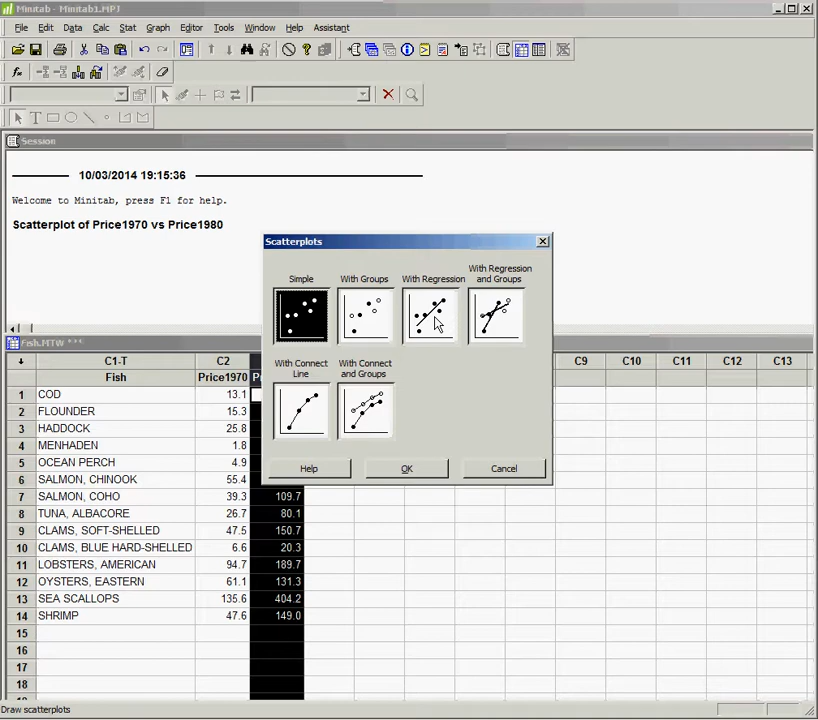 Minitab - Minitab1.MPJ
File Edit Data Calc Stat Graph Editor Tools Window Help Assistant
Session
10/03/2014 19:15:36
Welcome to Minitab, press F1 for help.
Scatterplot of Price1970 vs Price1980
Scatterplots
Simple With Groups With Regression With Regression
and Groups
With Connect
Line
With Connect
and Groups
Help OK Cancel
Fish.MTW ***
C1-T C2 C9 C10 C11 C12 C13
Fish Price1970
1 COD 13.1
2 FLOUNDER 15.3
3 HADDOCK 25.8
4 MENHADEN 1.8
5 OCEAN PERCH 4.9
6 SALMON, CHINOOK 55.4
7 SALMON, COHO 39.3 109.7
8 TUNA, ALBACORE 26.7 80.1
9 CLAMS, SOFT-SHELLED 47.5 150.7
10 CLAMS, BLUE HARD-SHELLED 6.6 20.3
11 LOBSTERS, AMERICAN 94.7 189.7
12 OYSTERS, EASTERN 61.1 131.3
13 SEA SCALLOPS 135.6 404.2
14 SHRIMP 47.6 149.0
15
16
17
18
Draw scatterplots